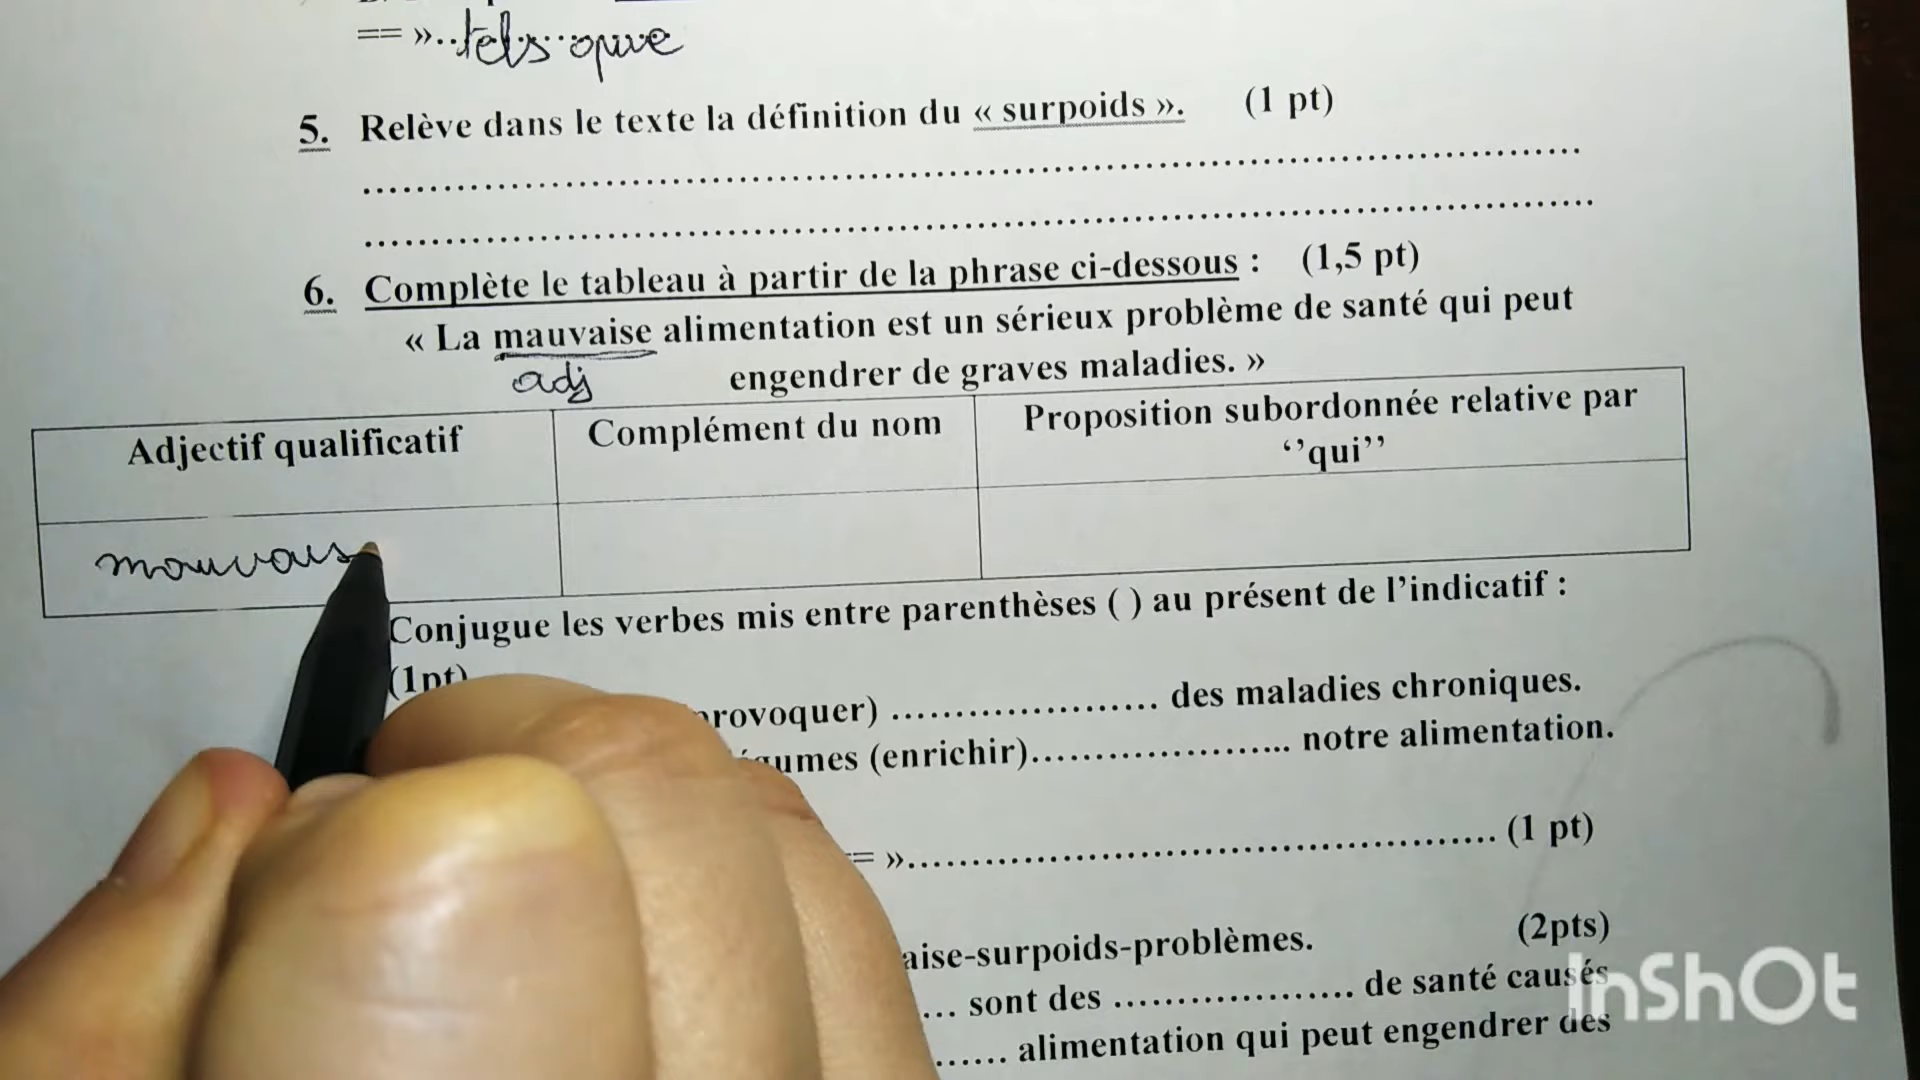 == »..tels que
5. Relève dans le texte la définition du « surpoids ». (1 pt)
6. Complète le tableau à partir de la phrase ci-dessous : (1,5 pt)
« La mauvaise alimentation est un sérieux problème de santé qui peut
adj
engendrer de graves maladies. »
Adjectif qualificatif
Complément du nom
Proposition subordonnée relative par
‘’qui’’
mauvais
Conjugue les verbes mis entre parenthèses ( ) au présent de l’indicatif :
(1pt)
provoquer) ..................... des maladies chroniques.
(enrichir)..................... notre alimentation.
= »............................................... (1 pt)
aise-surpoids-problèmes. (2pts)
... sont des ................... de santé causés
...... alimentation qui peut engendrer des
InShOt